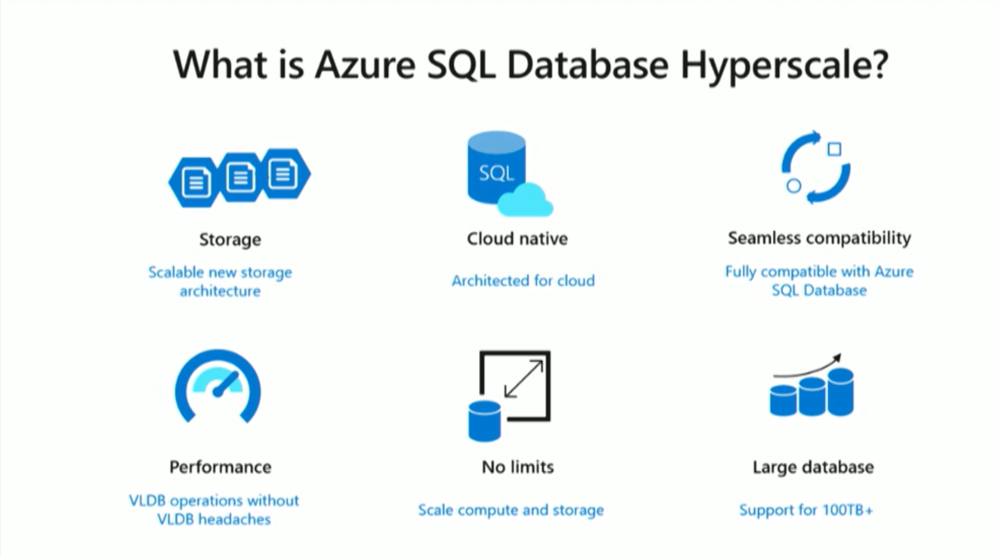 What is Azure SQL Database Hyperscale?
SQL
Storage
Scalable new storage
architecture
Cloud native
Architected for cloud
Seamless compatibility
Fully compatible with Azure
SQL Database
Performance
VLDB operations without
VLDB headaches
No limits
Scale compute and storage
Large database
Support for 100TB+